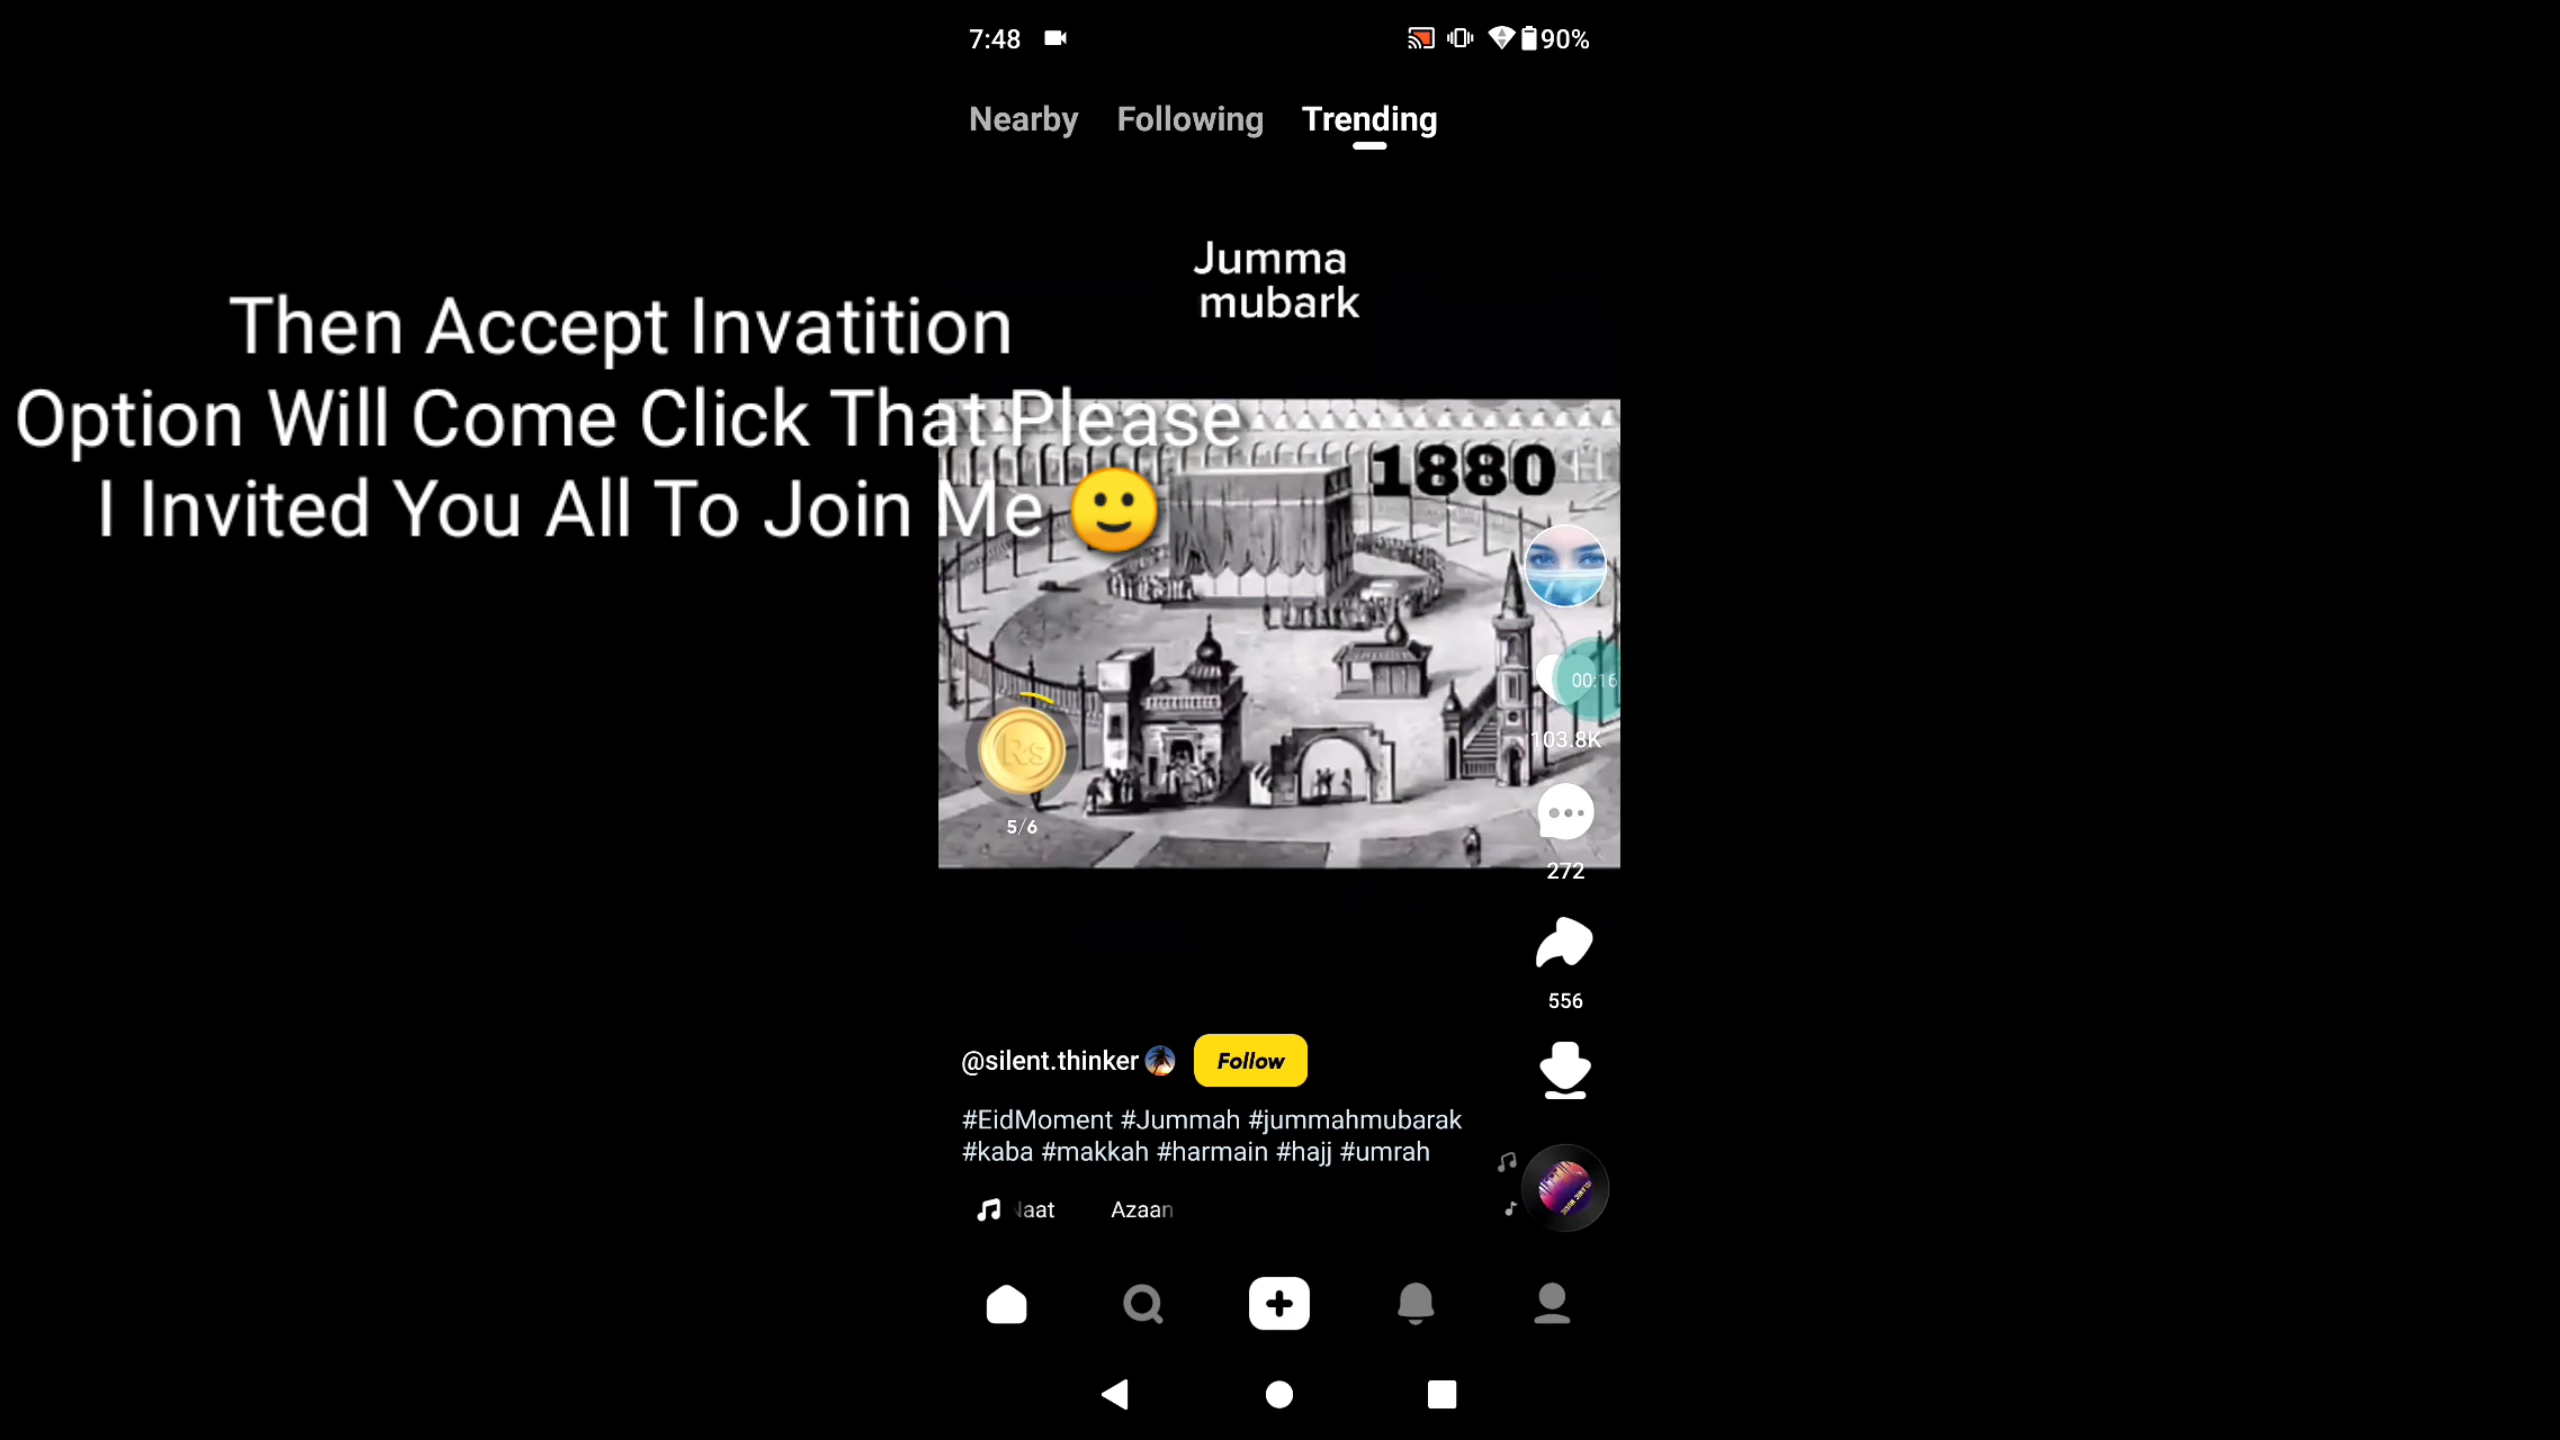 7:48
90%
Nearby Following Trending
Jumma
mubark
Then Accept Invatition
Option Will Come Click That Please
I Invited You All To Join Me 🙂
1880
00:16
103.8K
Rs
5/6
272
556
@silent.thinker Follow
#EidMoment #Jummah #jummahmubarak
#kaba #makkah #harmain #hajj #umrah
Naat Azaan